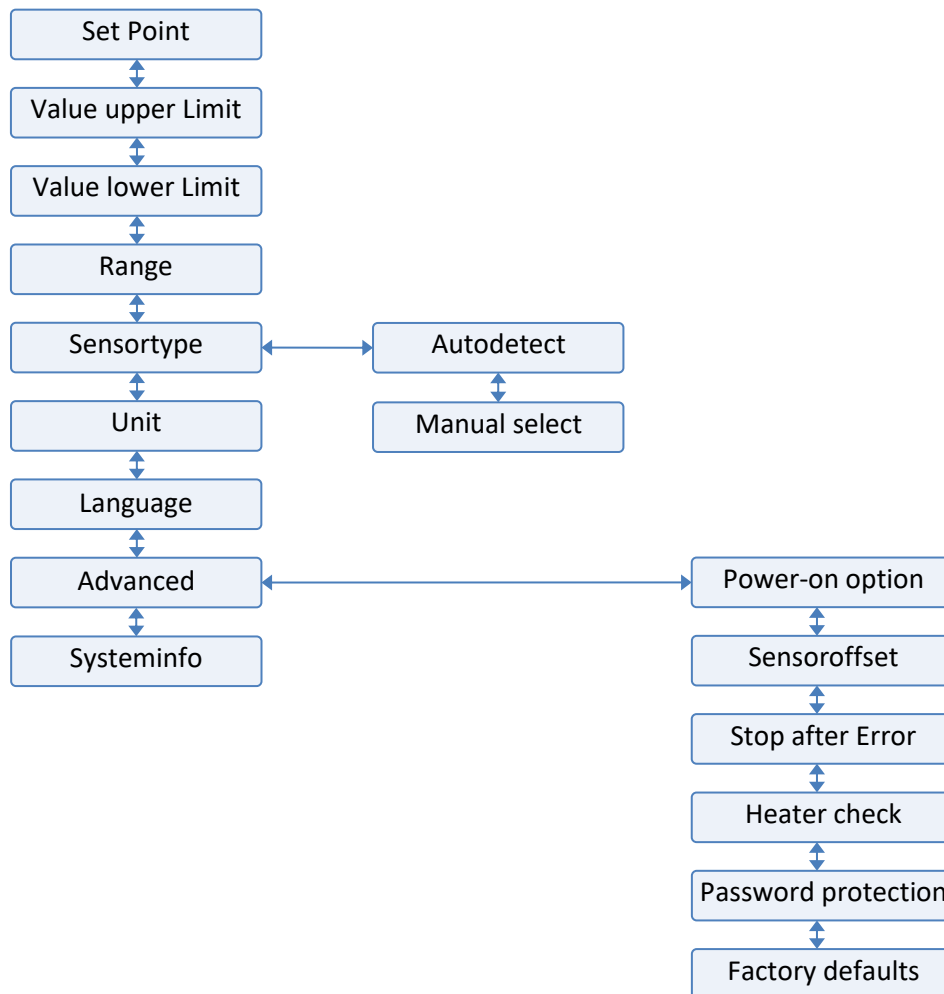 Set Point
Value upper Limit
Value lower Limit
Range
Sensortype
Autodetect
Unit
Manual select
Language
Advanced
Power-on option
Systeminfo
Sensoroffset
Stop after Error
Heater check
Password protection
Factory defaults